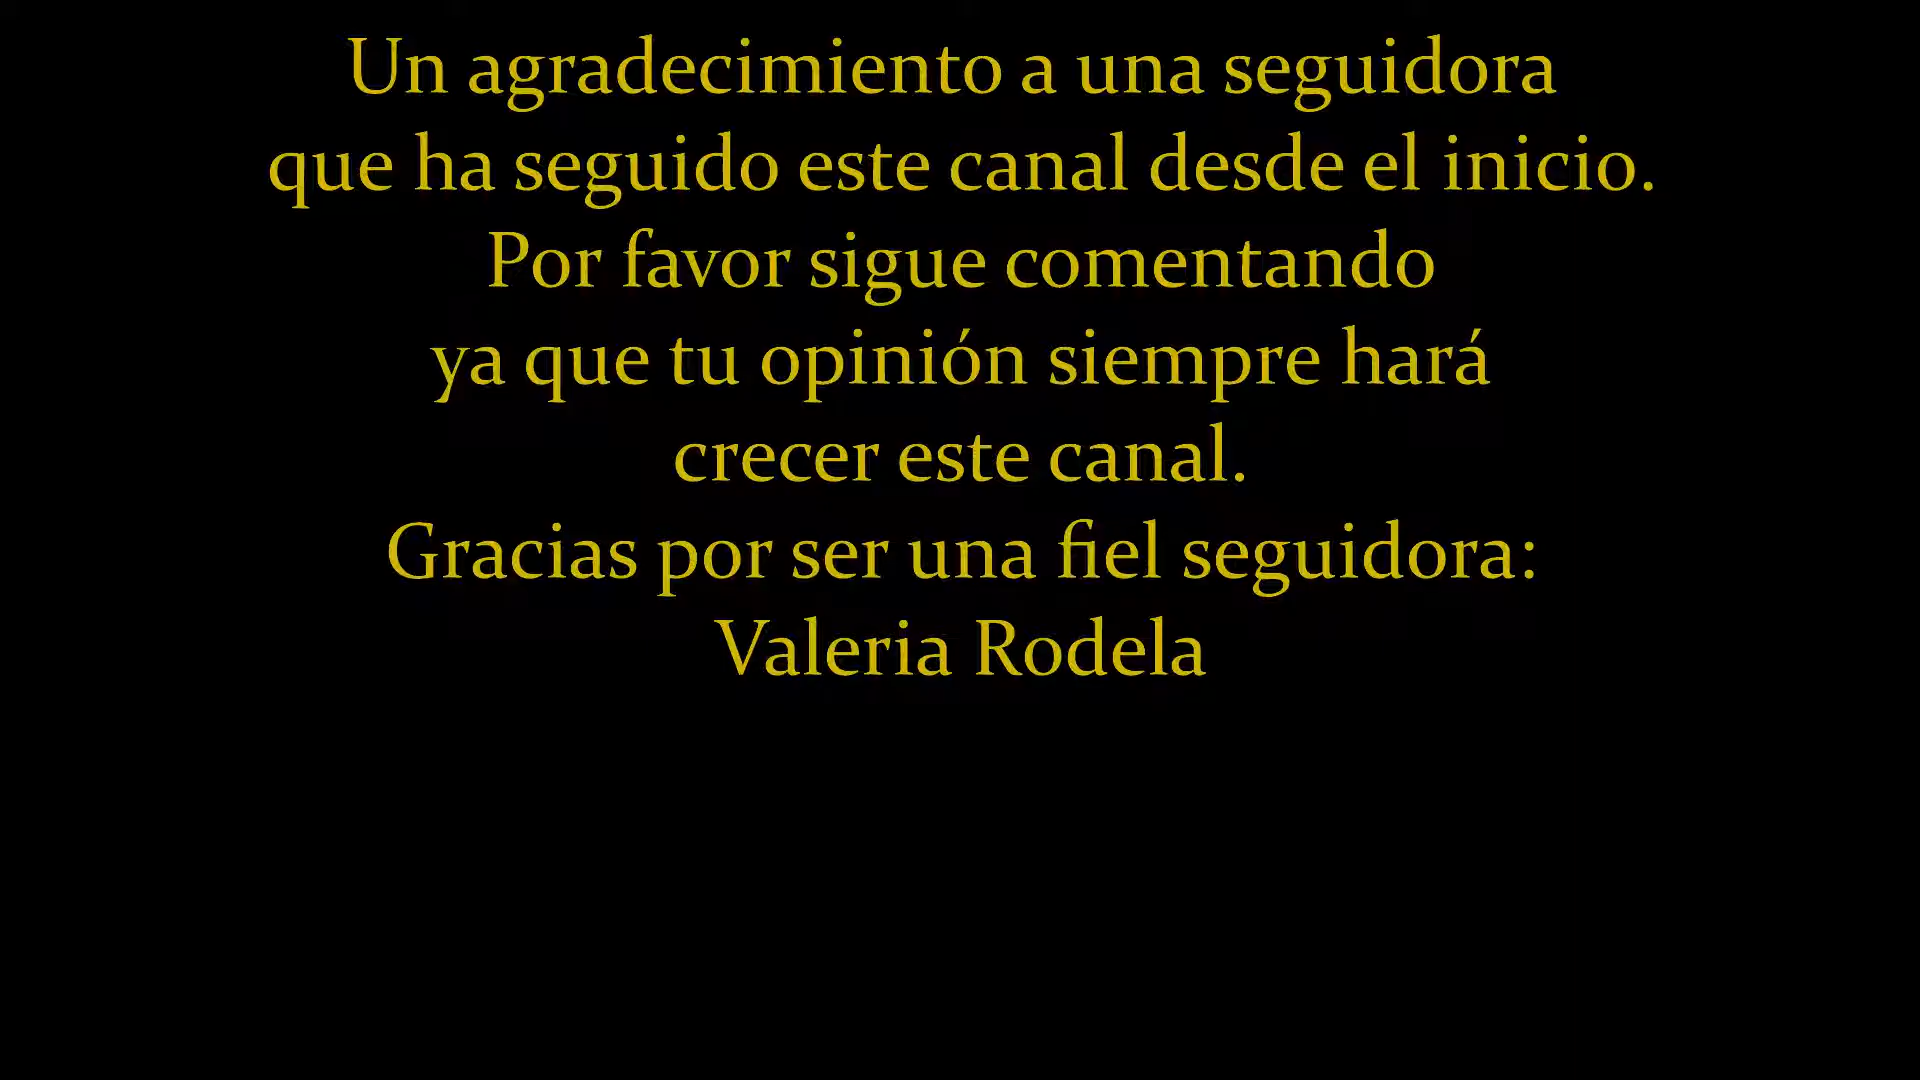 Un agradecimiento a una seguidora
que ha seguido este canal desde el inicio.
Por favor sigue comentando
ya que tu opinión siempre hará
crecer este canal.
Gracias por ser una fiel seguidora:
Valeria Rodela